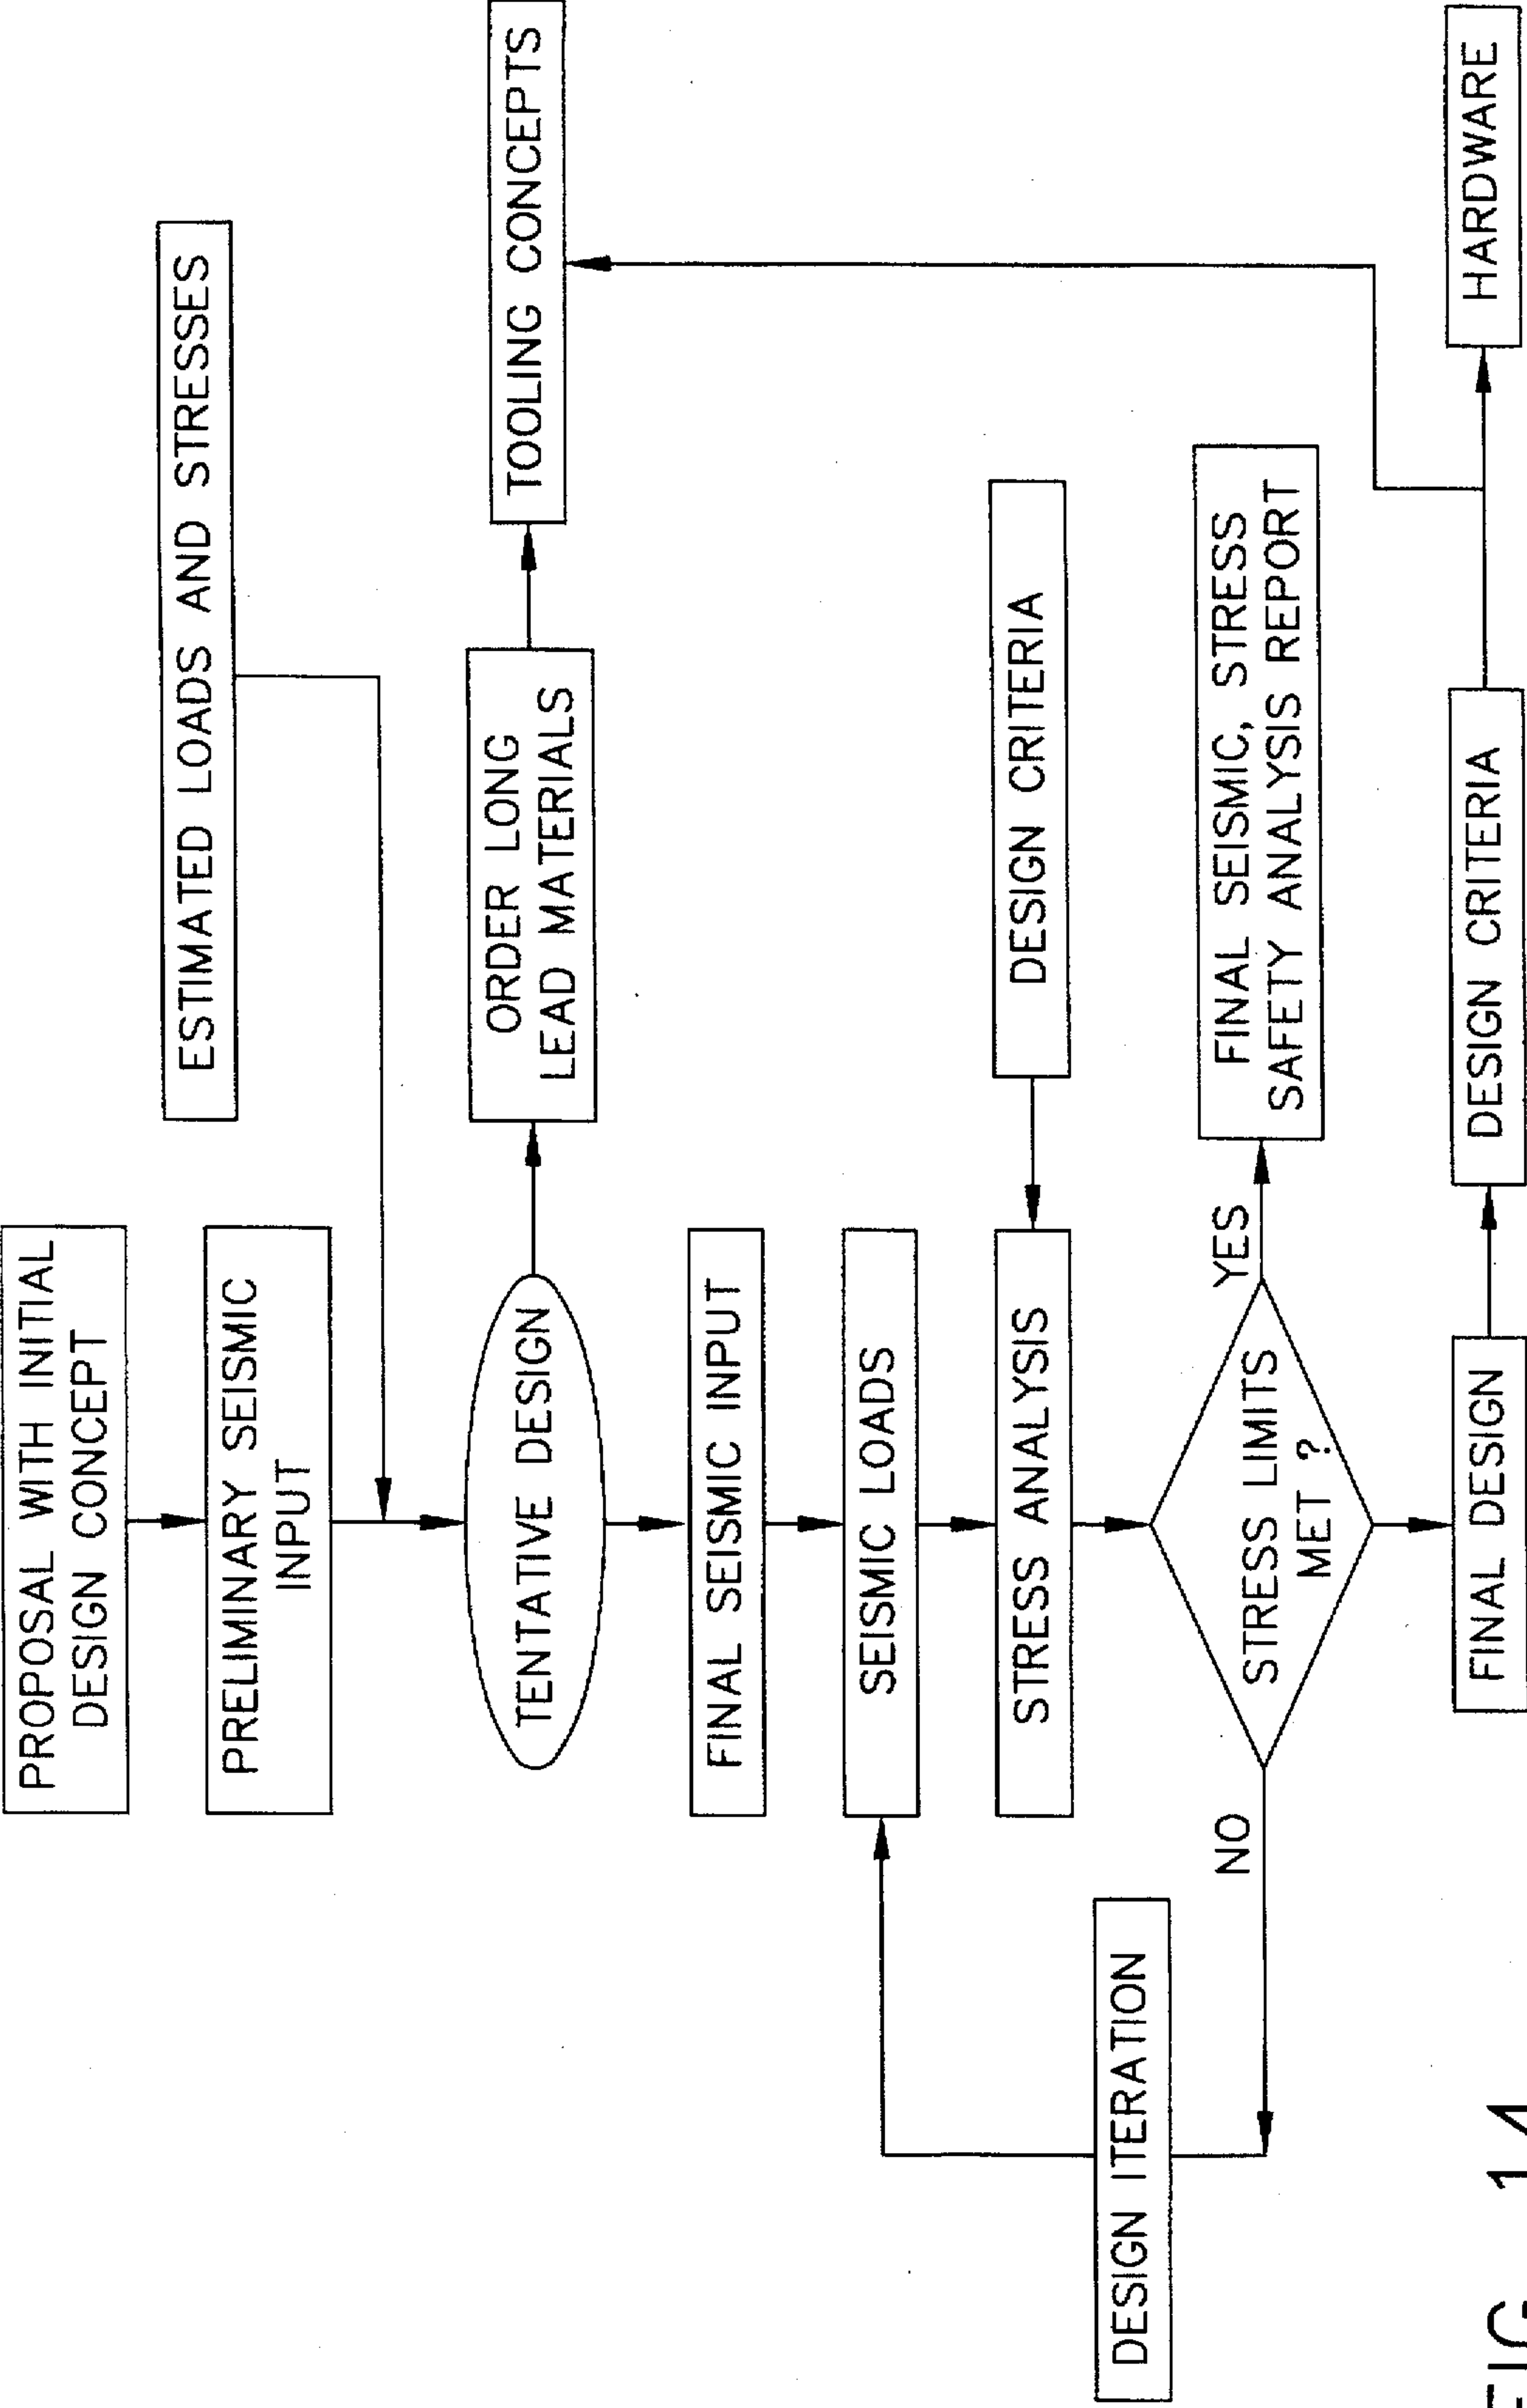 PROPOSAL WITH INITIAL
DESIGN CONCEPT
ESTIMATED LOADS AND STRESSES
PRELIMINARY SEISMIC
INPUT
TENTATIVE DESIGN
ORDER LONG
LEAD MATERIALS
TOOLING CONCEPTS
FINAL SEISMIC INPUT
SEISMIC LOADS
STRESS ANALYSIS
DESIGN CRITERIA
DESIGN ITERATION
NO
STRESS LIMITS
MET ?
YES
FINAL SEISMIC, STRESS
SAFETY ANALYSIS REPORT
FINAL DESIGN
DESIGN CRITERIA
HARDWARE
FIG. 14